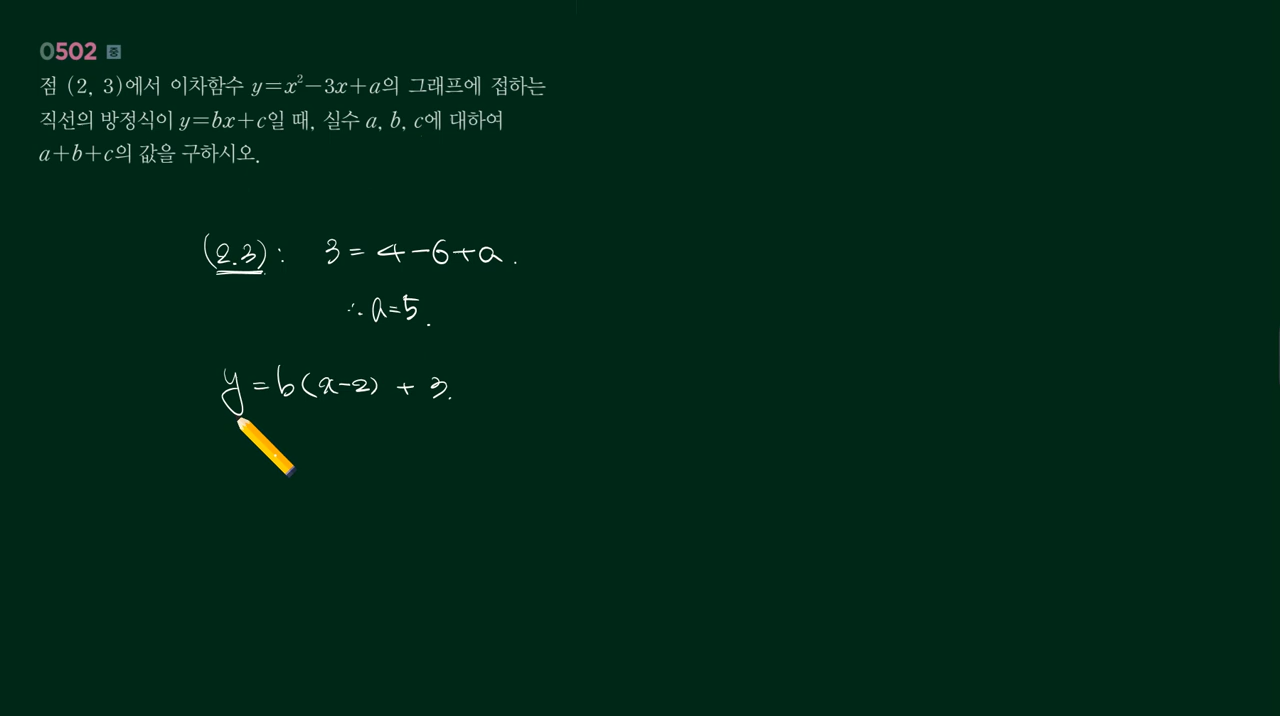 0502 중
점 (2, 3)에서 이차함수 y=x²-3x+a의 그래프에 접하는
직선의 방정식이 y=bx+c일 때, 실수 a, b, c에 대하여
a+b+c의 값을 구하시오.
(2.3): 3=4-6+a.
∴a=5.
y=b(x-2)+3.